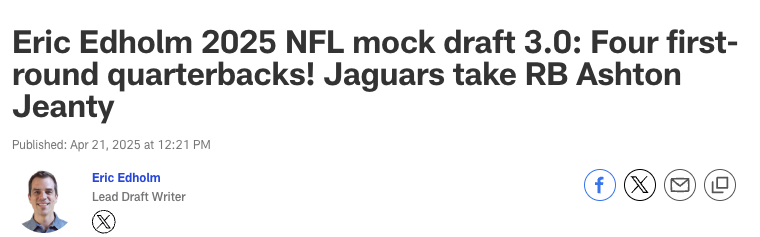 Eric Edholm 2025 NFL mock draft 3.0: Four first-
round quarterbacks! Jaguars take RB Ashton
Jeanty
Published: Apr 21, 2025 at 12:21 PM
Eric Edholm
Lead Draft Writer